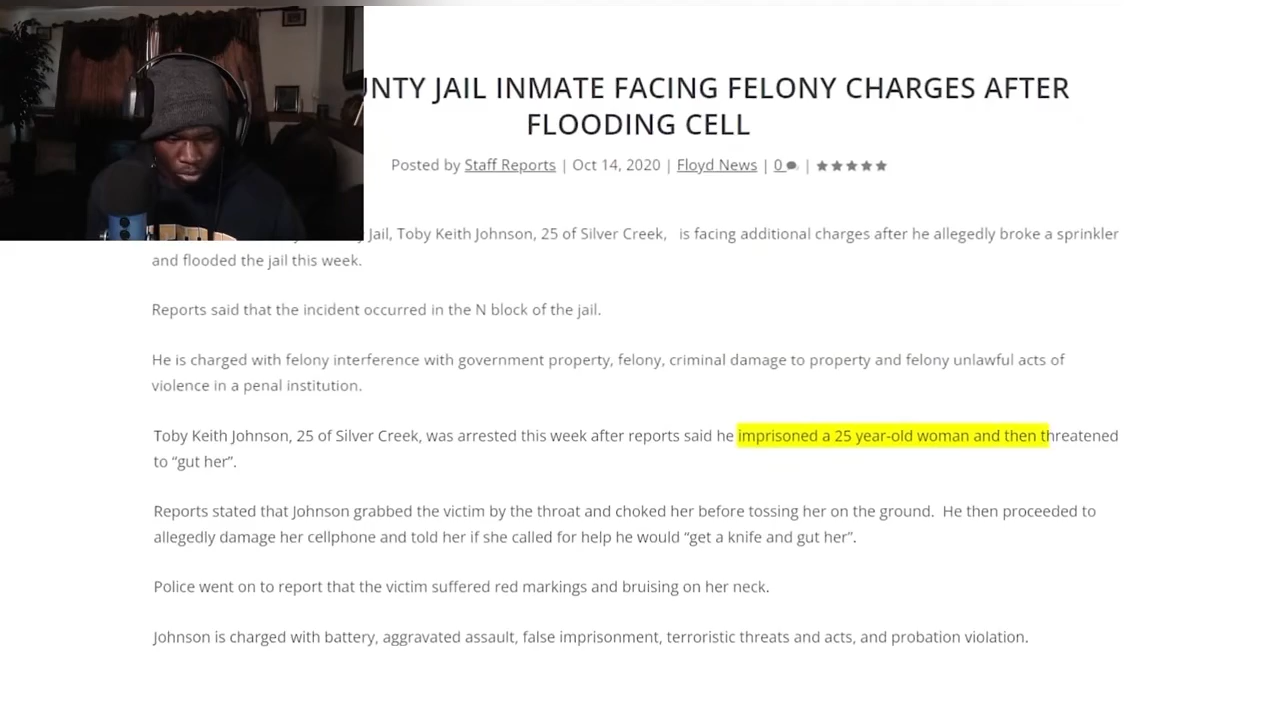 UNTY JAIL INMATE FACING FELONY CHARGES AFTER
FLOODING CELL
Posted by Staff Reports | Oct 14, 2020 | Floyd News | 0 | ★★★★★
Jail, Toby Keith Johnson, 25 of Silver Creek, is facing additional charges after he allegedly broke a sprinkler
and flooded the jail this week.
Reports said that the incident occurred in the N block of the jail.
He is charged with felony interference with government property, felony, criminal damage to property and felony unlawful acts of
violence in a penal institution.
Toby Keith Johnson, 25 of Silver Creek, was arrested this week after reports said he imprisoned a 25 year-old woman and then threatened
to “gut her”.
Reports stated that Johnson grabbed the victim by the throat and choked her before tossing her on the ground. He then proceeded to
allegedly damage her cellphone and told her if she called for help he would “get a knife and gut her”.
Police went on to report that the victim suffered red markings and bruising on her neck.
Johnson is charged with battery, aggravated assault, false imprisonment, terroristic threats and acts, and probation violation.